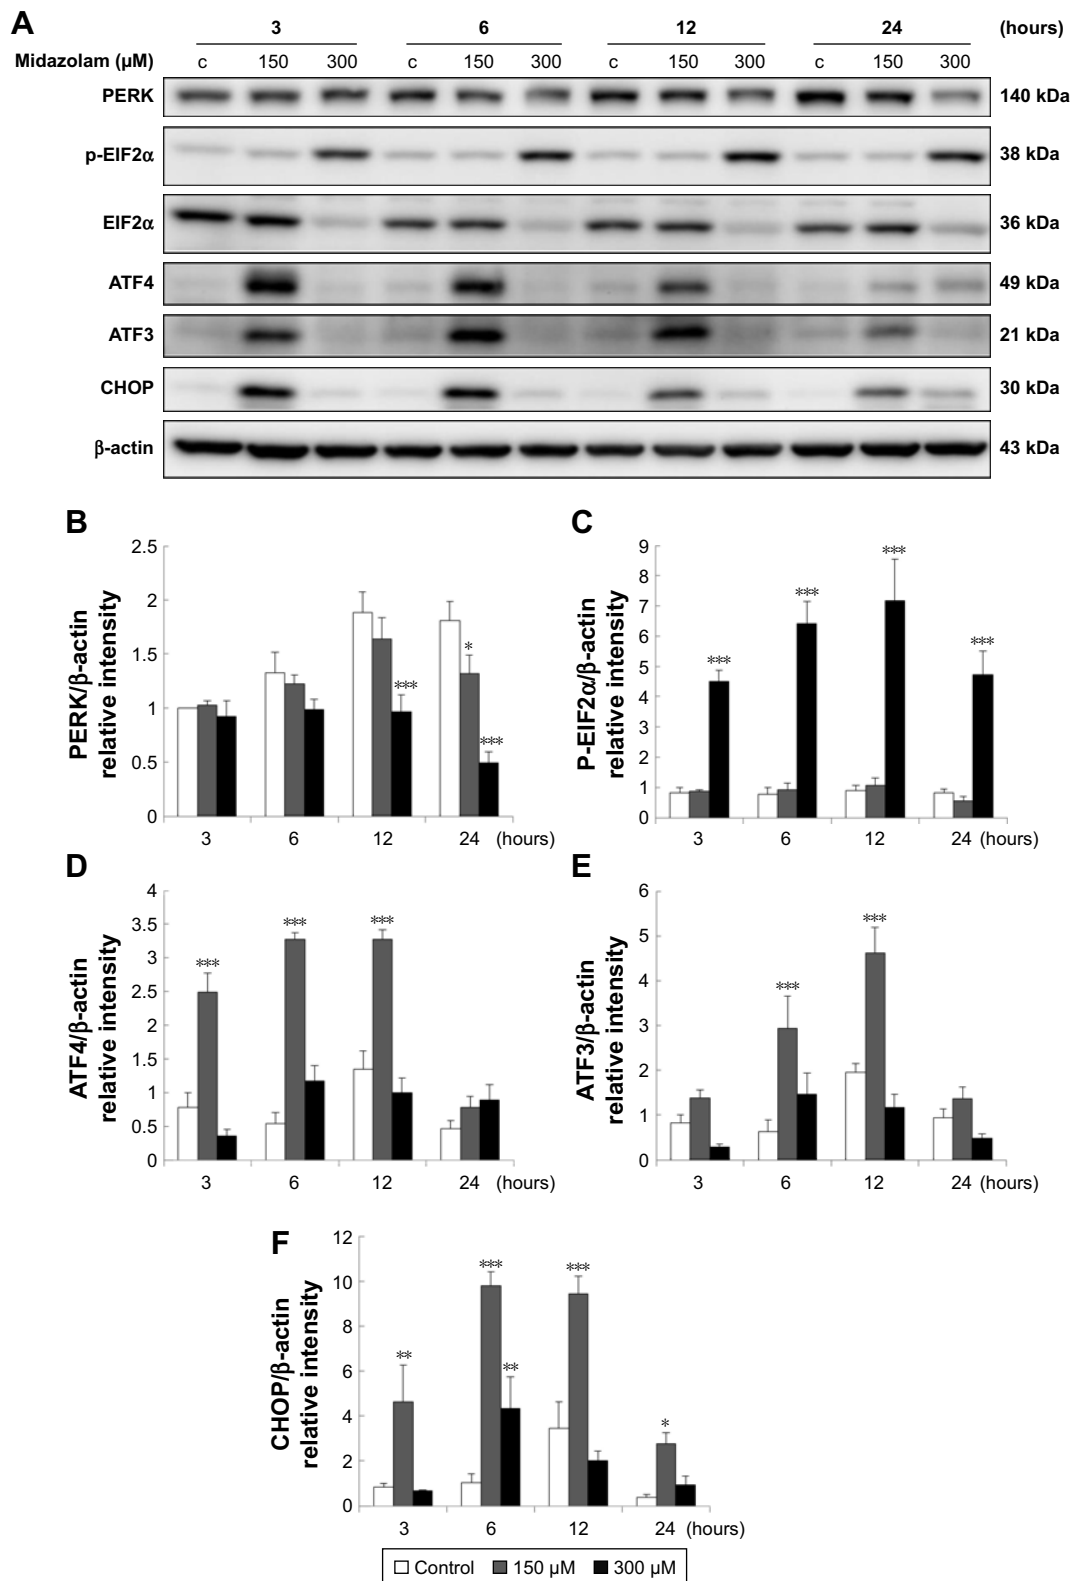 A
3 6 12 24 (hours)
Midazolam (µM) c 150 300 c 150 300 c 150 300 c 150 300
PERK 140 kDa
p-EIF2α 38 kDa
EIF2α 36 kDa
ATF4 49 kDa
ATF3 21 kDa
CHOP 30 kDa
β-actin 43 kDa
B
PERK/β-actin
relative intensity
2.5
2
1.5
1
0.5
0
*
***
***
3 6 12 24 (hours)
C
P-EIF2α/β-actin
relative intensity
9
8
7
6
5
4
3
2
1
0
***
***
***
***
3 6 12 24 (hours)
D
ATF4/β-actin
relative intensity
4
3.5
3
2.5
2
1.5
1
0.5
0
***
***
***
3 6 12 24 (hours)
E
ATF3/β-actin
relative intensity
6
5
4
3
2
1
0
***
***
3 6 12 24 (hours)
F
CHOP/β-actin
relative intensity
12
10
8
6
4
2
0
**
***
**
***
*
3 6 12 24 (hours)
Control 150 µM 300 µM